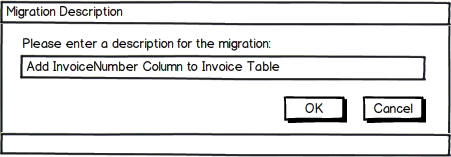 Migration Description
Please enter a description for the migration:
Add InvoiceNumber Column to Invoice Table
OK Cancel